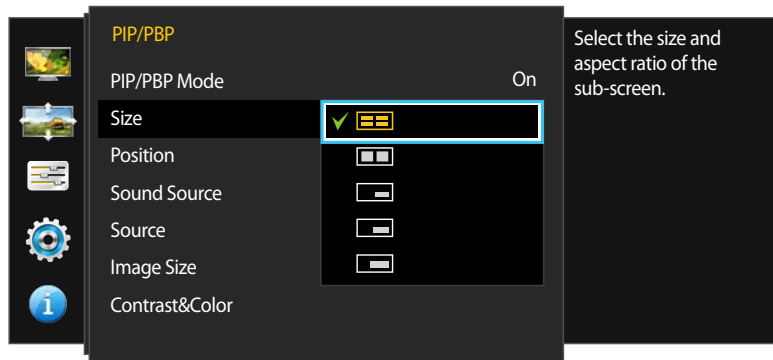 PIP/PBP
PIP/PBP Mode On
Size
Position
Sound Source
Source
Image Size
Contrast&Color
Select the size and
aspect ratio of the
sub-screen.